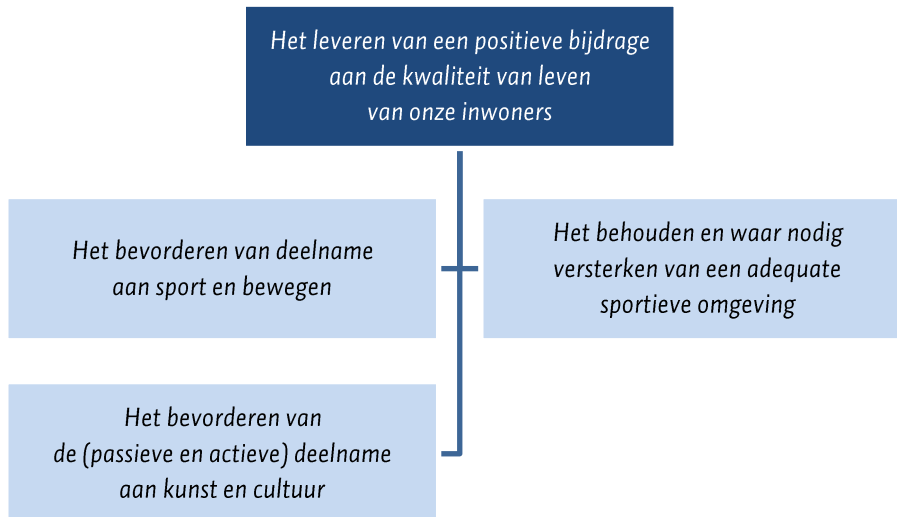 Het leveren van een positieve bijdrage
aan de kwaliteit van leven
van onze inwoners
Het bevorderen van deelname
aan sport en bewegen
Het behouden en waar nodig
versterken van een adequate
sportieve omgeving
Het bevorderen van
de (passieve en actieve) deelname
aan kunst en cultuur